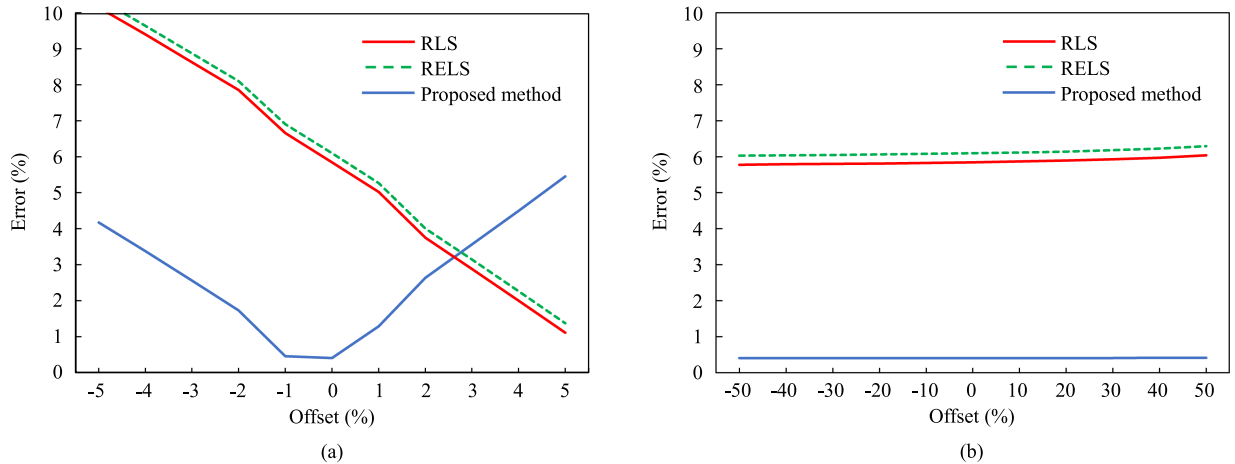 10
9
8
7
6
5
4
3
2
1
0
Error (%)
RLS
RELS
Proposed method
-5 -4 -3 -2 -1 0 1 2 3 4 5
Offset (%)
(a)
10
9
8
7
6
5
4
3
2
1
0
Error (%)
RLS
RELS
Proposed method
-50 -40 -30 -20 -10 0 10 20 30 40 50
Offset (%)
(b)